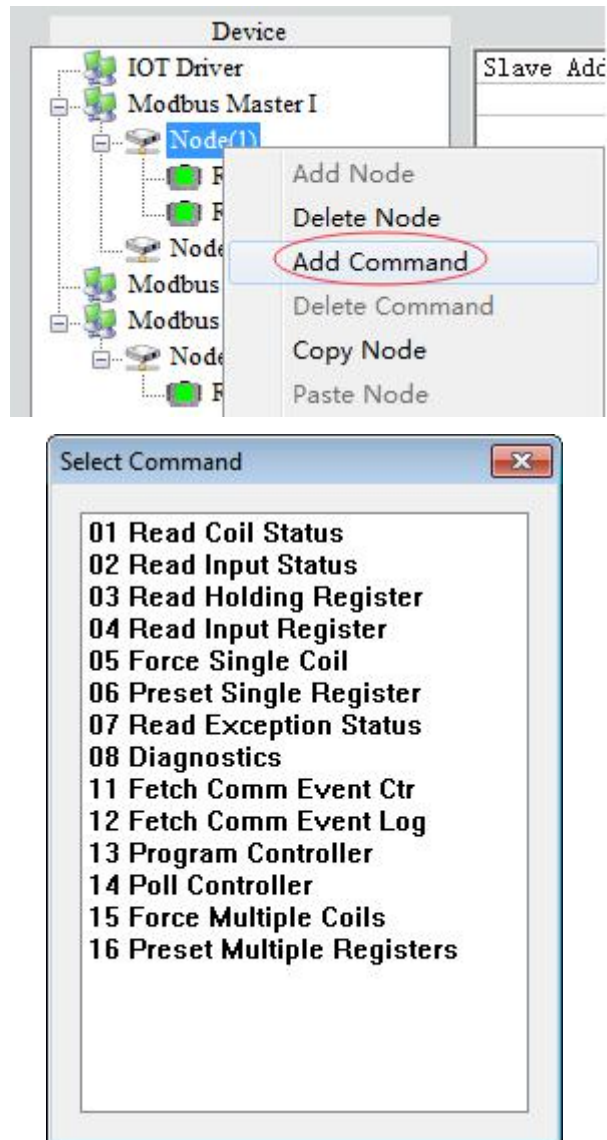 Device
IOT Driver
Slave Add
Modbus Master I
Node(1)
Add Node
Delete Node
Node
Add Command
Modbus
Delete Command
Modbus
Copy Node
Node
Paste Node
Select Command
01 Read Coil Status
02 Read Input Status
03 Read Holding Register
04 Read Input Register
05 Force Single Coil
06 Preset Single Register
07 Read Exception Status
08 Diagnostics
11 Fetch Comm Event Ctr
12 Fetch Comm Event Log
13 Program Controller
14 Poll Controller
15 Force Multiple Coils
16 Preset Multiple Registers